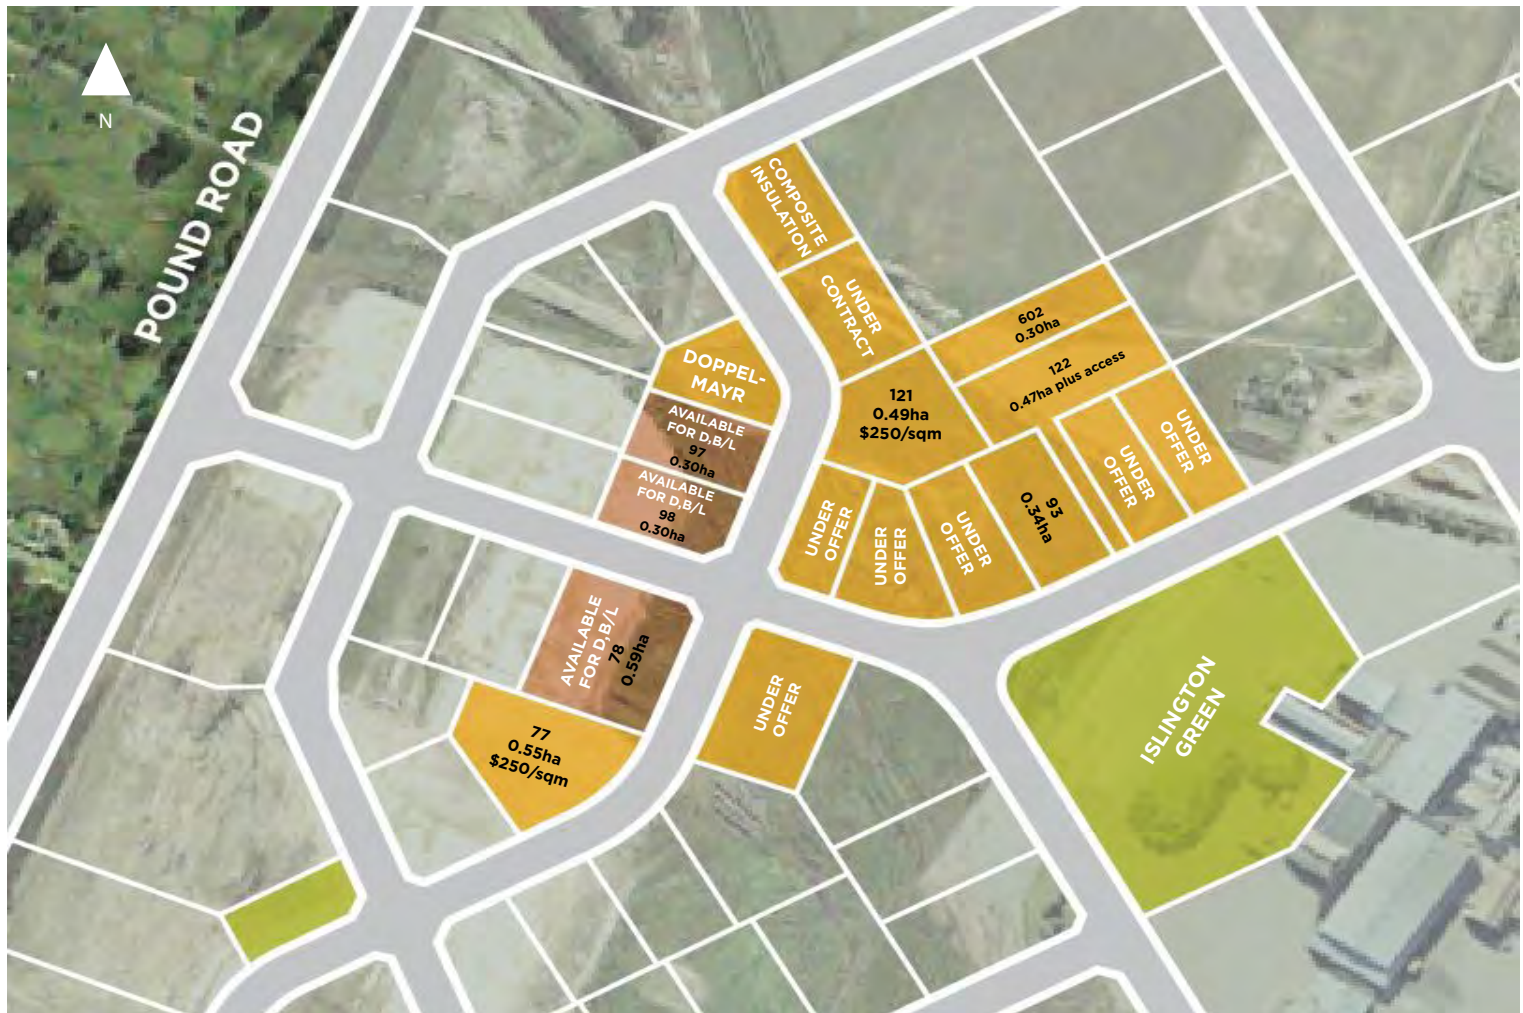 N
POUND ROAD
COMPOSITE
INSULATION
UNDER
CONTRACT
602
0.30ha
122
0.47ha plus access
DOPPEL-
MAYR
121
0.49ha
$250/sqm
AVAILABLE
FOR D,B/L
97
0.30ha
AVAILABLE
FOR D,B/L
98
0.30ha
UNDER
OFFER
UNDER
OFFER
UNDER
OFFER
93
0.34ha
UNDER
OFFER
UNDER
OFFER
AVAILABLE
FOR D,B/L
78
0.59ha
UNDER
OFFER
ISLINGTON
GREEN
77
0.55ha
$250/sqm